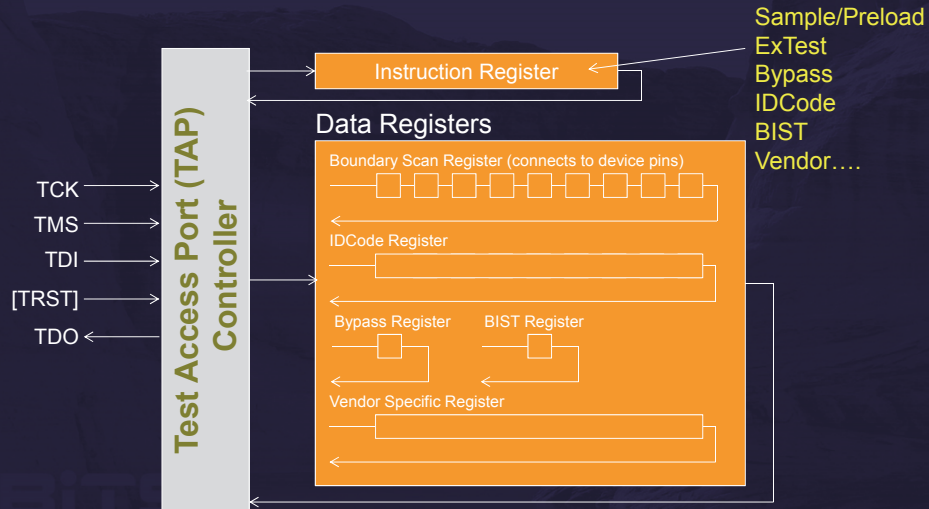 Sample/Preload
ExTest
Bypass
IDCode
BIST
Vendor….
Instruction Register
Data Registers
Boundary Scan Register (connects to device pins)
IDCode Register
Bypass Register
BIST Register
Vendor Specific Register
Test Access Port (TAP)
Controller
TCK
TMS
TDI
[TRST]
TDO
BiTS